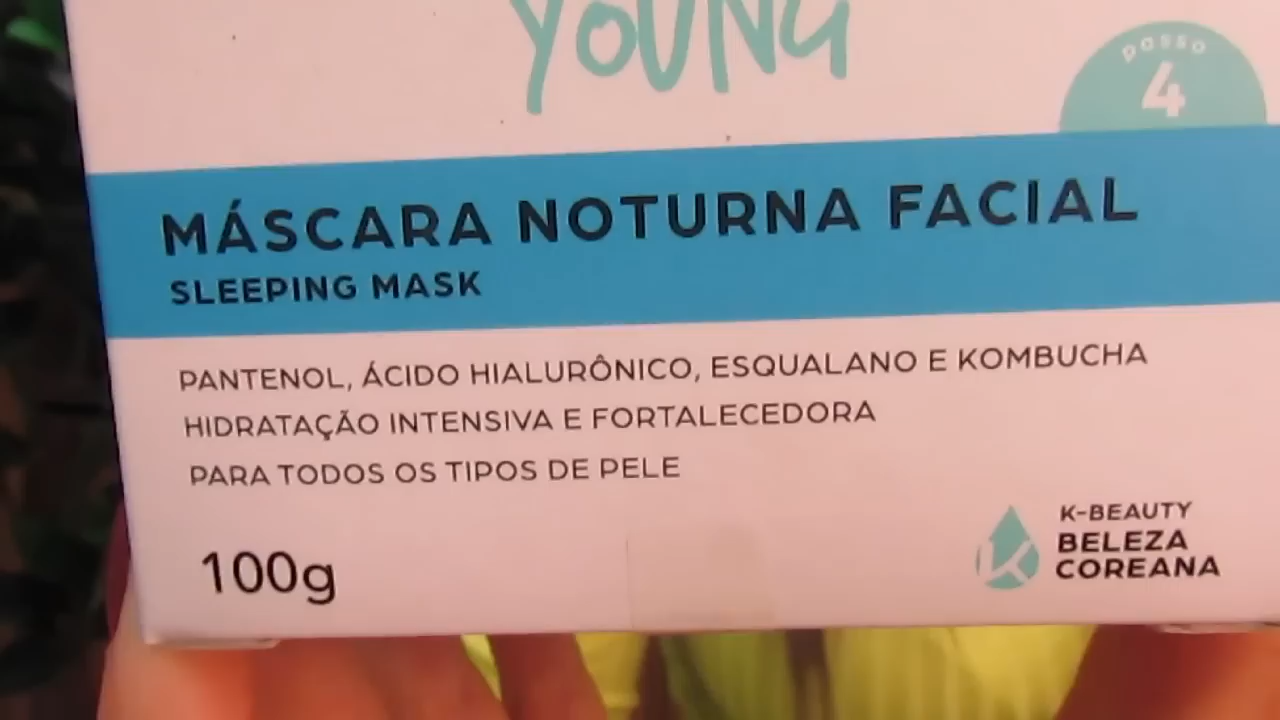 YOUNG
PASSO
4
MÁSCARA NOTURNA FACIAL
SLEEPING MASK
PANTENOL, ÁCIDO HIALURÔNICO, ESQUALANO E KOMBUCHA
HIDRATAÇÃO INTENSIVA E FORTALECEDORA
PARA TODOS OS TIPOS DE PELE
100g
K-BEAUTY
BELEZA
COREANA